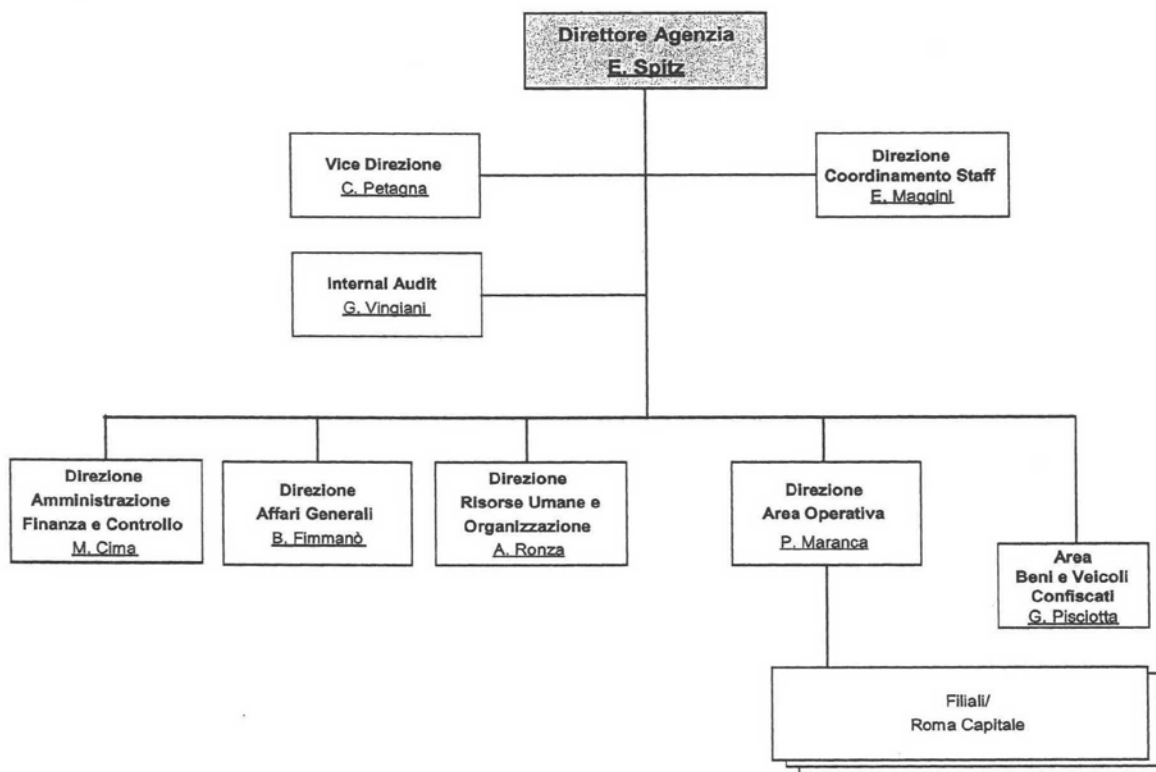 Direttore Agenzia
E. Spitz
Vice Direzione
C. Petagna
Direzione
Coordinamento Staff
E. Maggini
Internal Audit
G. Vingiani
Direzione
Amministrazione
Finanza e Controllo
M. Cima
Direzione
Affari Generali
B. Fimmanò
Direzione
Risorse Umane e
Organizzazione
A. Ronza
Direzione
Area Operativa
P. Maranca
Area
Beni e Veicoli
Confiscati
G. Pisciotta
Filiali/
Roma Capitale